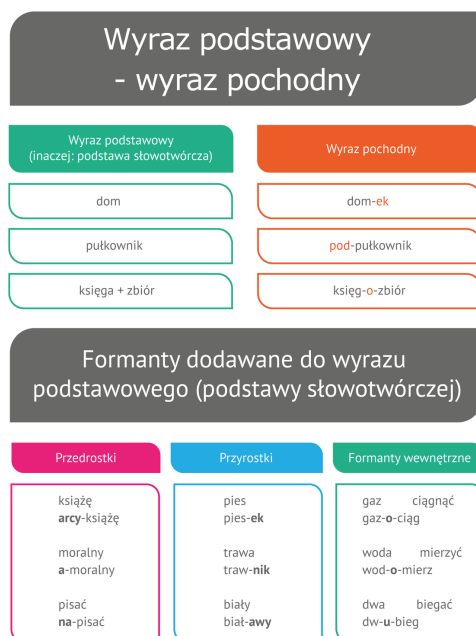 Wyraz podstawowy
- wyraz pochodny
Wyraz podstawowy
(inaczej: podstawa słowotwórcza)
Wyraz pochodny
dom
dom-ek
pułkownik
pod-pułkownik
księga + zbiór
księg-o-zbiór
Formanty dodawane do wyrazu
podstawowego (podstawy słowotwórczej)
Przedrostki
Przyrostki
Formanty wewnętrzne
książę
arcy-książę
moralny
a-moralny
pisać
na-pisać
pies
pies-ek
trawa
traw-nik
biały
biał-awy
gaz ciągnąć
gaz-o-ciąg
woda mierzyć
wod-o-mierz
dwa biegać
dw-u-bieg